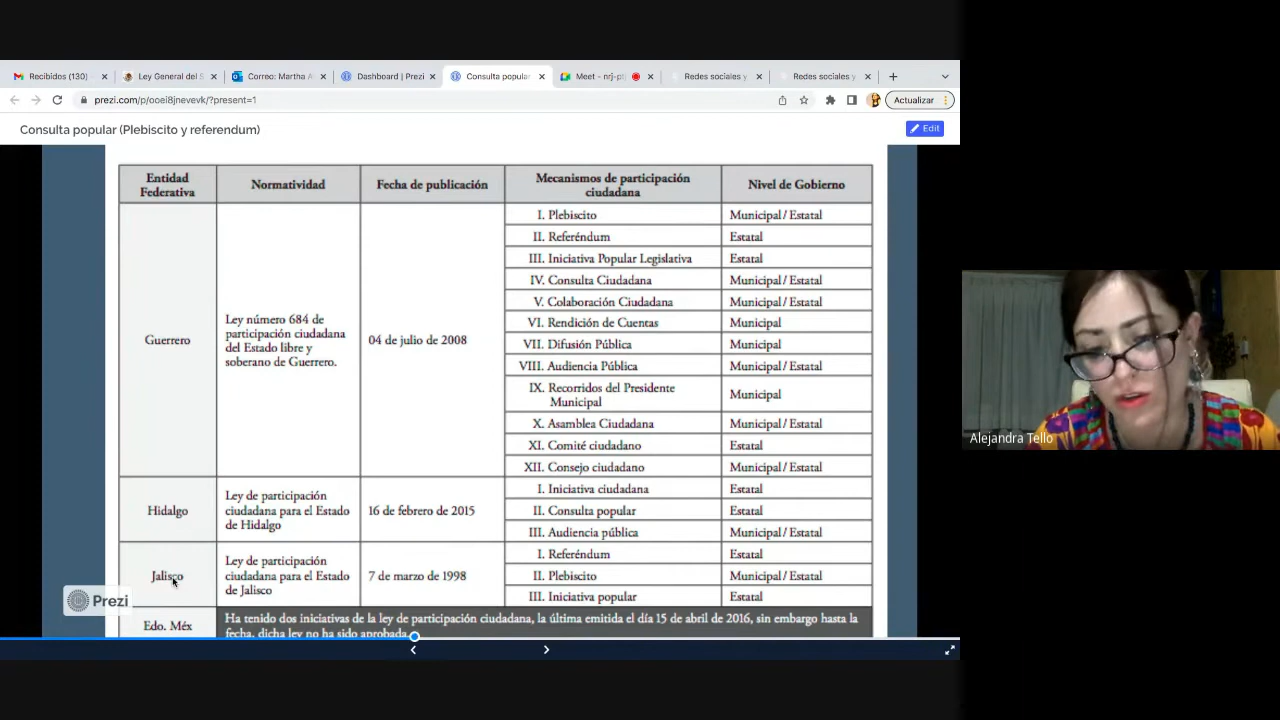 Recibidos (130)
Ley General del S
Correo: Martha A
Dashboard | Prezi
Consulta popula
Meet - nrj-pt
Redes sociales y
Redes sociales y
prezi.com/p/ooei8jnevevk/?present=1
Actualizar
Consulta popular (Plebiscito y referendum)
Edit
Entidad Federativa Normatividad Fecha de publicación Mecanismos de participación ciudadana Nivel de Gobierno
Guerrero
Ley número 684 de
participación ciudadana
del Estado libre y
soberano de Guerrero.
04 de julio de 2008
I. Plebiscito Municipal / Estatal
II. Referéndum Estatal
III. Iniciativa Popular Legislativa Estatal
IV. Consulta Ciudadana Municipal / Estatal
V. Colaboración Ciudadana Municipal / Estatal
VI. Rendición de Cuentas Municipal
VII. Difusión Pública Municipal
VIII. Audiencia Pública Municipal / Estatal
IX. Recorridos del Presidente
Municipal Municipal
X. Asamblea Ciudadana Municipal / Estatal
XI. Comité ciudadano Estatal
XII. Consejo ciudadano Municipal / Estatal
Hidalgo
Ley de participación
ciudadana para el Estado
de Hidalgo
16 de febrero de 2015
I. Iniciativa ciudadana Estatal
II. Consulta popular Estatal
III. Audiencia pública Municipal / Estatal
Jalisco
Ley de participación
ciudadana para el Estado
de Jalisco
7 de marzo de 1998
I. Referéndum Estatal
II. Plebiscito Municipal / Estatal
III. Iniciativa popular Estatal
Edo. Méx
Ha tenido dos iniciativas de la ley de participación ciudadana, la última emitida el día 15 de abril de 2016, sin embargo hasta la
fecha, dicha ley no ha sido aprobada.
Prezi
Alejandra Tello